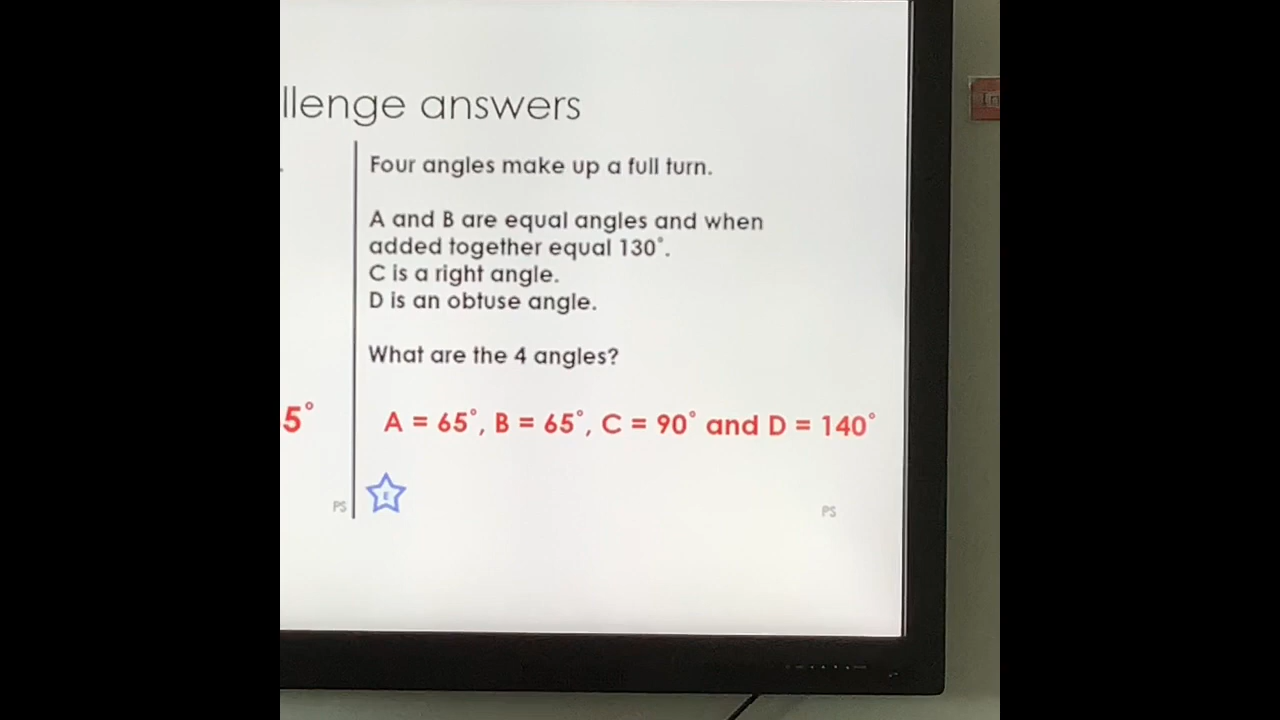 llenge answers
Four angles make up a full turn.
A and B are equal angles and when
added together equal 130°.
C is a right angle.
D is an obtuse angle.
What are the 4 angles?
5°
A = 65°, B = 65°, C = 90° and D = 140°
E
PS
PS
In